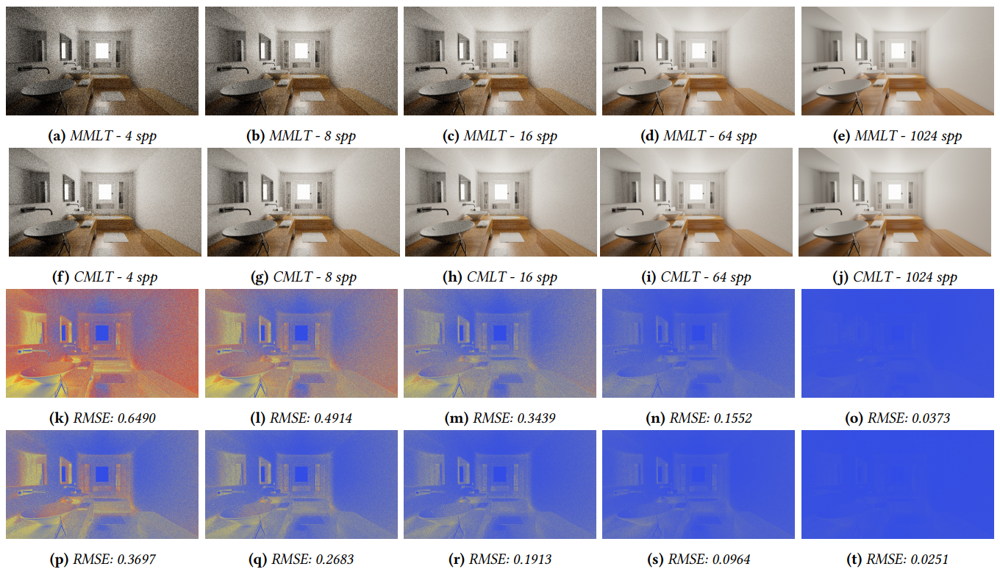 (a) MMLT - 4 spp
(b) MMLT - 8 spp
(c) MMLT - 16 spp
(d) MMLT - 64 spp
(e) MMLT - 1024 spp
(f) CMLT - 4 spp
(g) CMLT - 8 spp
(h) CMLT - 16 spp
(i) CMLT - 64 spp
(j) CMLT - 1024 spp
(k) RMSE: 0.6490
(l) RMSE: 0.4914
(m) RMSE: 0.3439
(n) RMSE: 0.1552
(o) RMSE: 0.0373
(p) RMSE: 0.3697
(q) RMSE: 0.2683
(r) RMSE: 0.1913
(s) RMSE: 0.0964
(t) RMSE: 0.0251